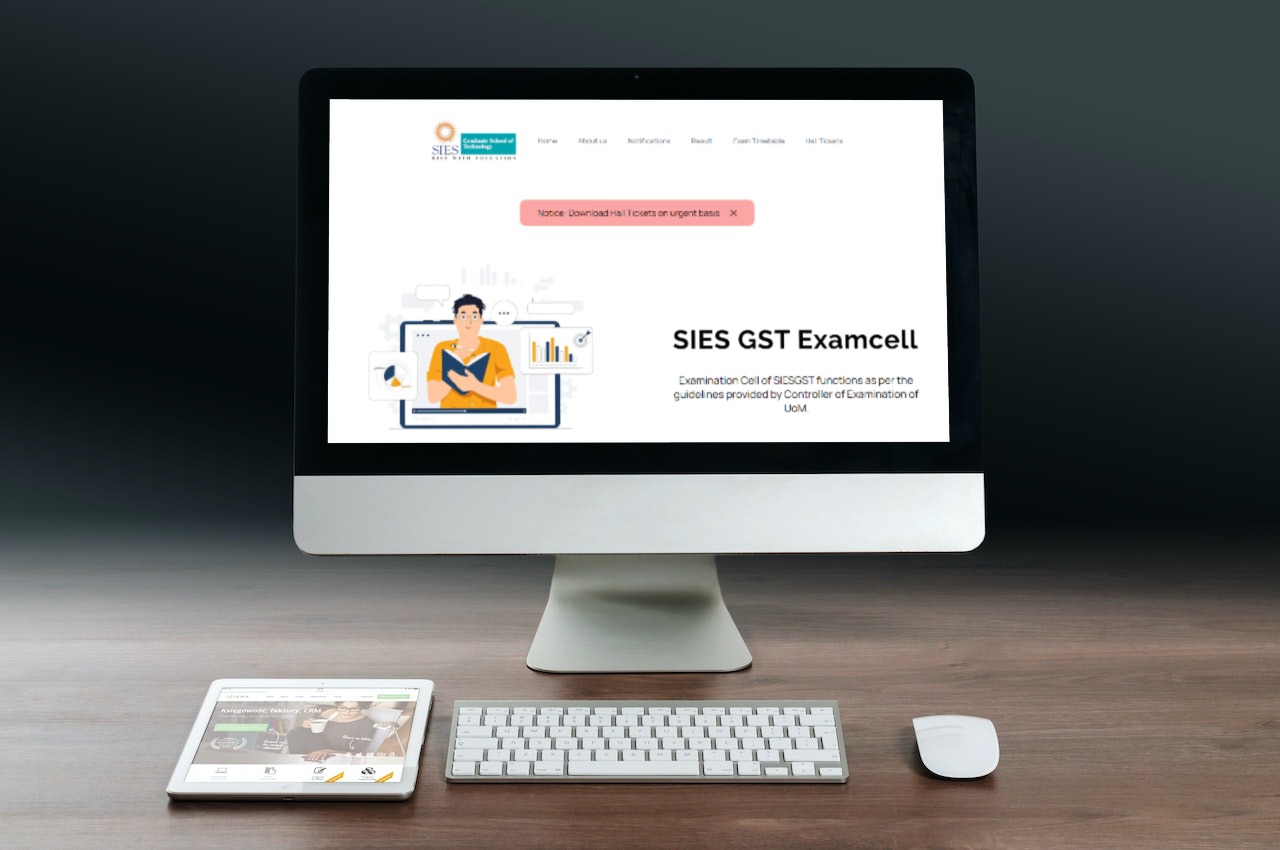 SIES
Graduate School of
Technology
RISE WITH EDUCATION
Home
About us
Notifications
Result
Exam Timetable
Hall Tickets
Notice- Download Hall Tickets on urgent basis
SIES GST Examcell
Examination Cell of SIESGST functions as per the
guidelines provided by Controller of Examination of
UoM.
Księgowość, faktury, CRM